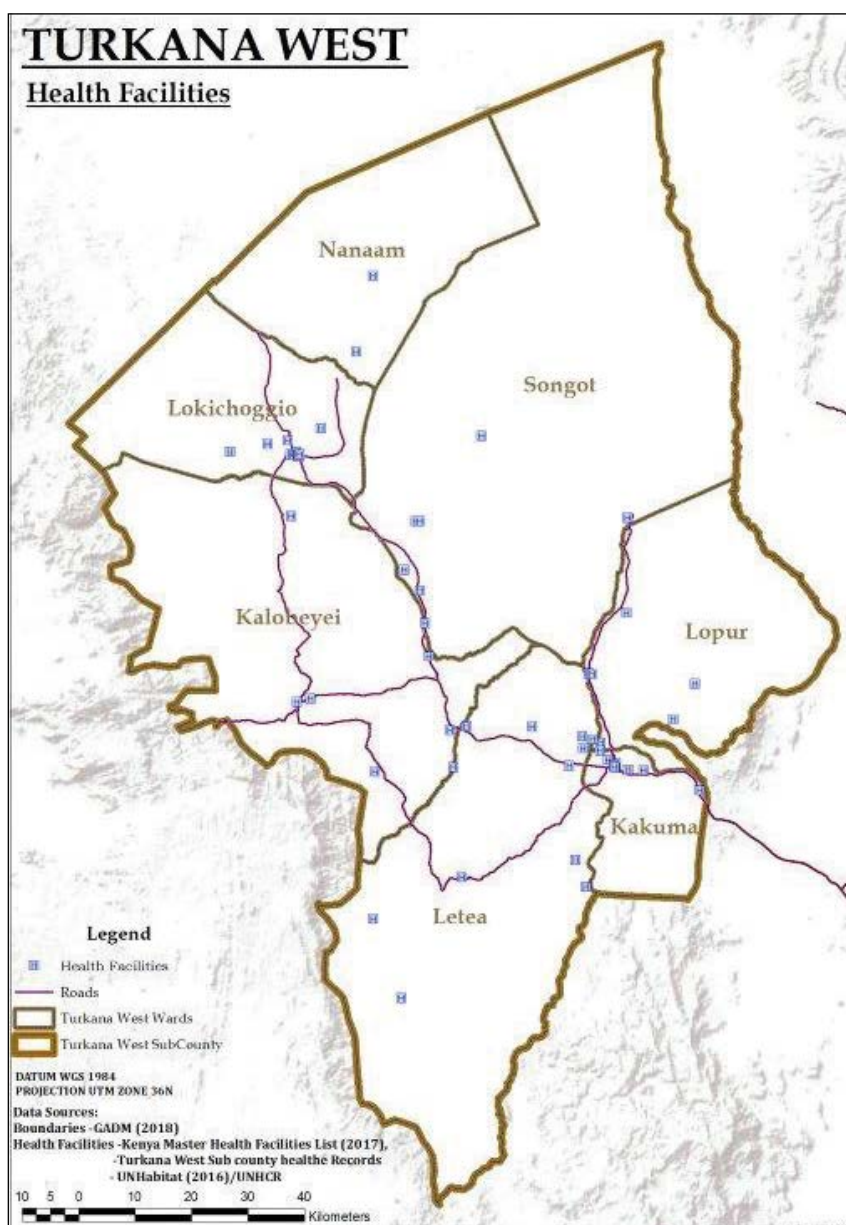 TURKANA WEST
Health Facilities
Nanaam
Songot
Lokichoggio
Kalobeyei
Lopur
Kakuma
Letea
Legend
Health Facilities
Roads
Turkana West Wards
Turkana West SubCounty
DATUM WGS 1984
PROJECTION UTM ZONE 36N
Data Sources:
Boundaries -GADM (2018)
Health Facilities -Kenya Master Health Facilities List (2017),
-Turkana West Sub county healthe Records
- UNHabitat (2016)/UNHCR
10 5 0 10 20 30 40
Kilometers